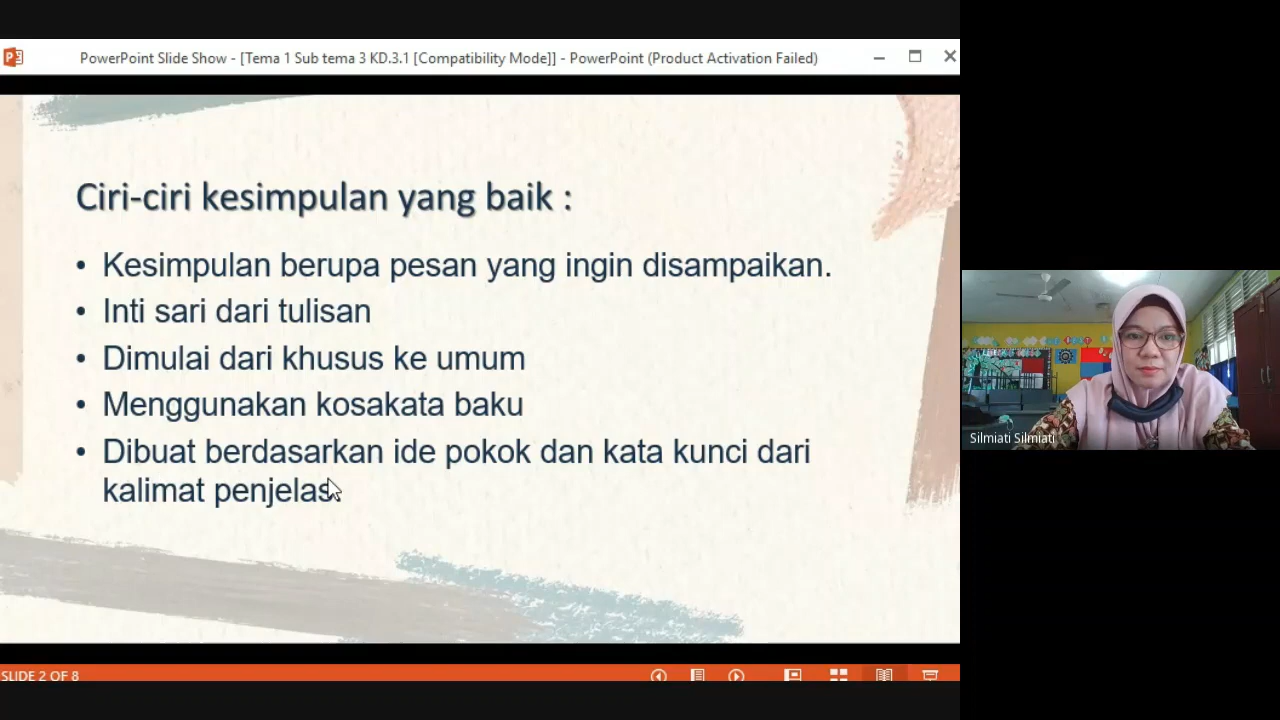 PowerPoint Slide Show - [Tema 1 Sub tema 3 KD.3.1 [Compatibility Mode]] - PowerPoint (Product Activation Failed)
Ciri-ciri kesimpulan yang baik :
• Kesimpulan berupa pesan yang ingin disampaikan.
• Inti sari dari tulisan
• Dimulai dari khusus ke umum
• Menggunakan kosakata baku
• Dibuat berdasarkan ide pokok dan kata kunci dari
kalimat penjelas.
Silmiati Silmiati
SLIDE 2 OF 8